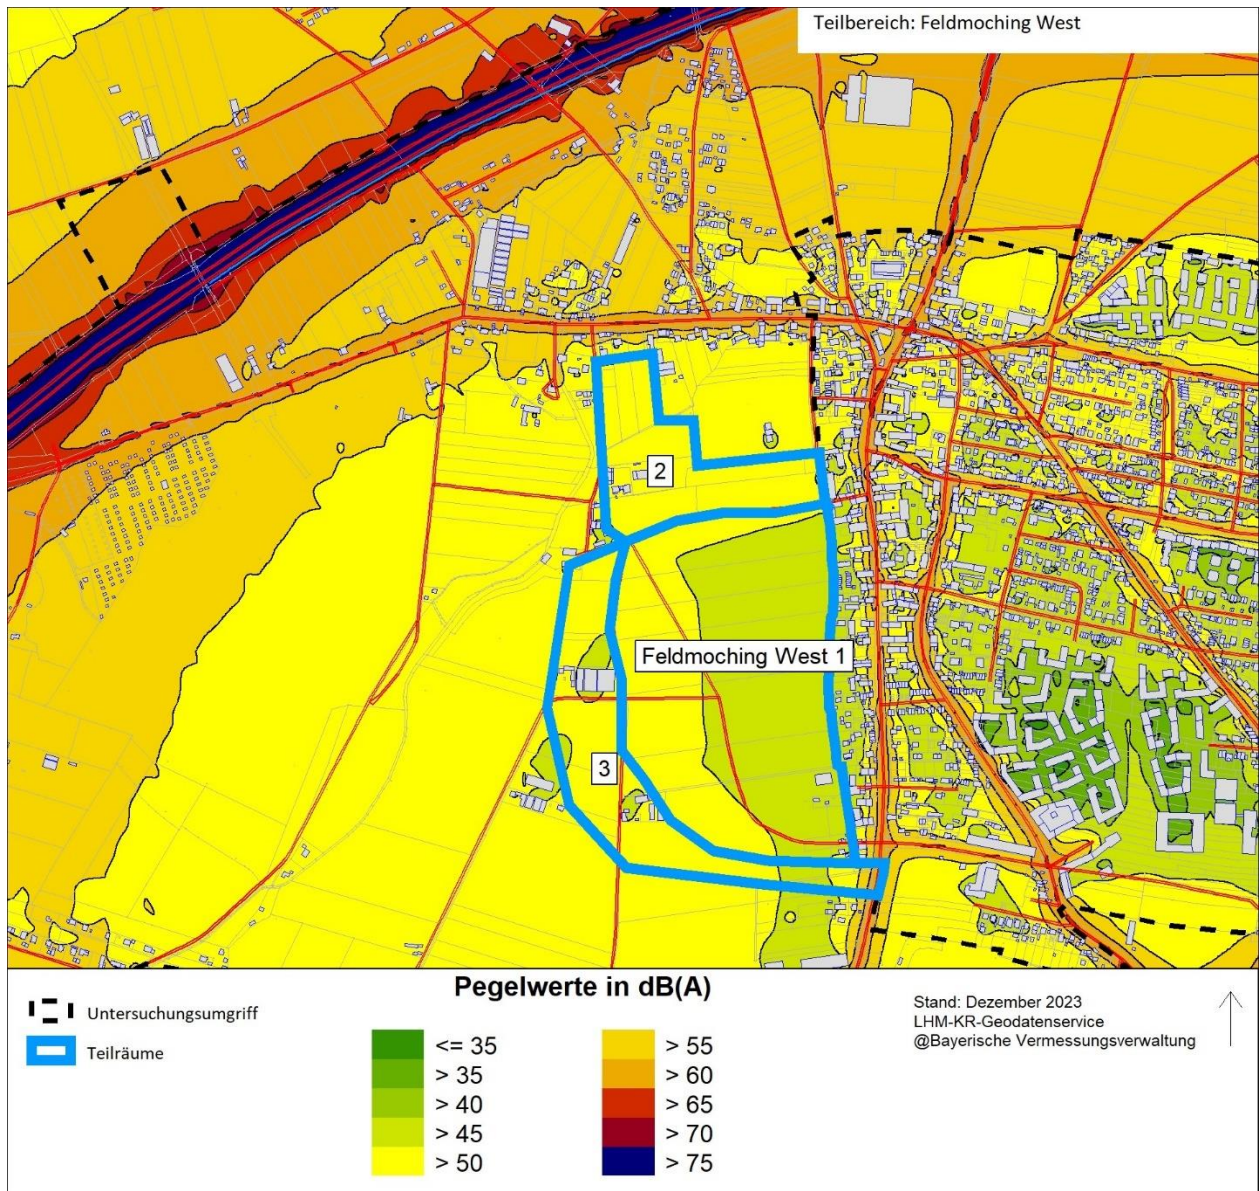 Teilbereich: Feldmoching West
2
Feldmoching West 1
3
Pegelwerte in dB(A)
Untersuchungsumgriff
Teilräume
<= 35
> 35
> 40
> 45
> 50
> 55
> 60
> 65
> 70
> 75
Stand: Dezember 2023
LHM-KR-Geodatenservice
@Bayerische Vermessungsverwaltung